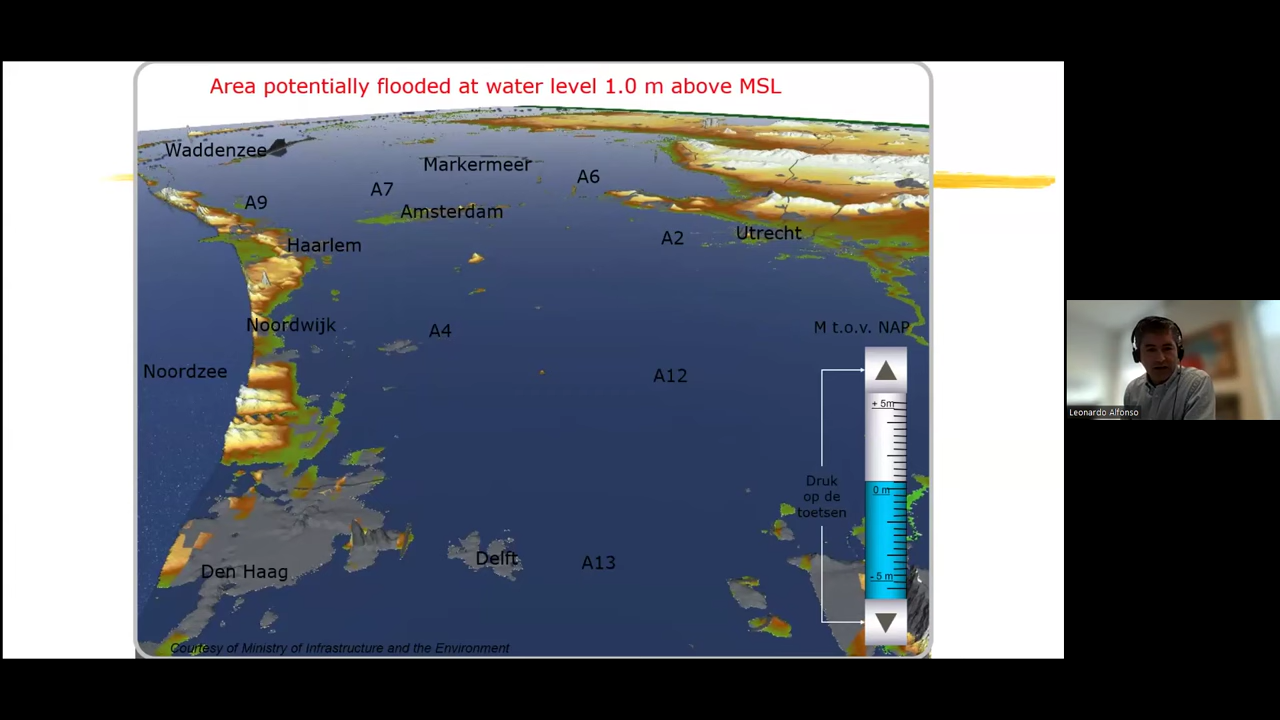 Area potentially flooded at water level 1.0 m above MSL
Waddenzee
Markermeer
A6
A7
A9
Amsterdam
A2
Utrecht
Haarlem
Noordwijk
A4
M t.o.v. NAP
Noordzee
A12
+ 5m
Druk
op de
toetsen
0 m
- 5 m
Delft
A13
Den Haag
Courtesy of Ministry of Infrastructure and the Environment
Leonardo Alfonso